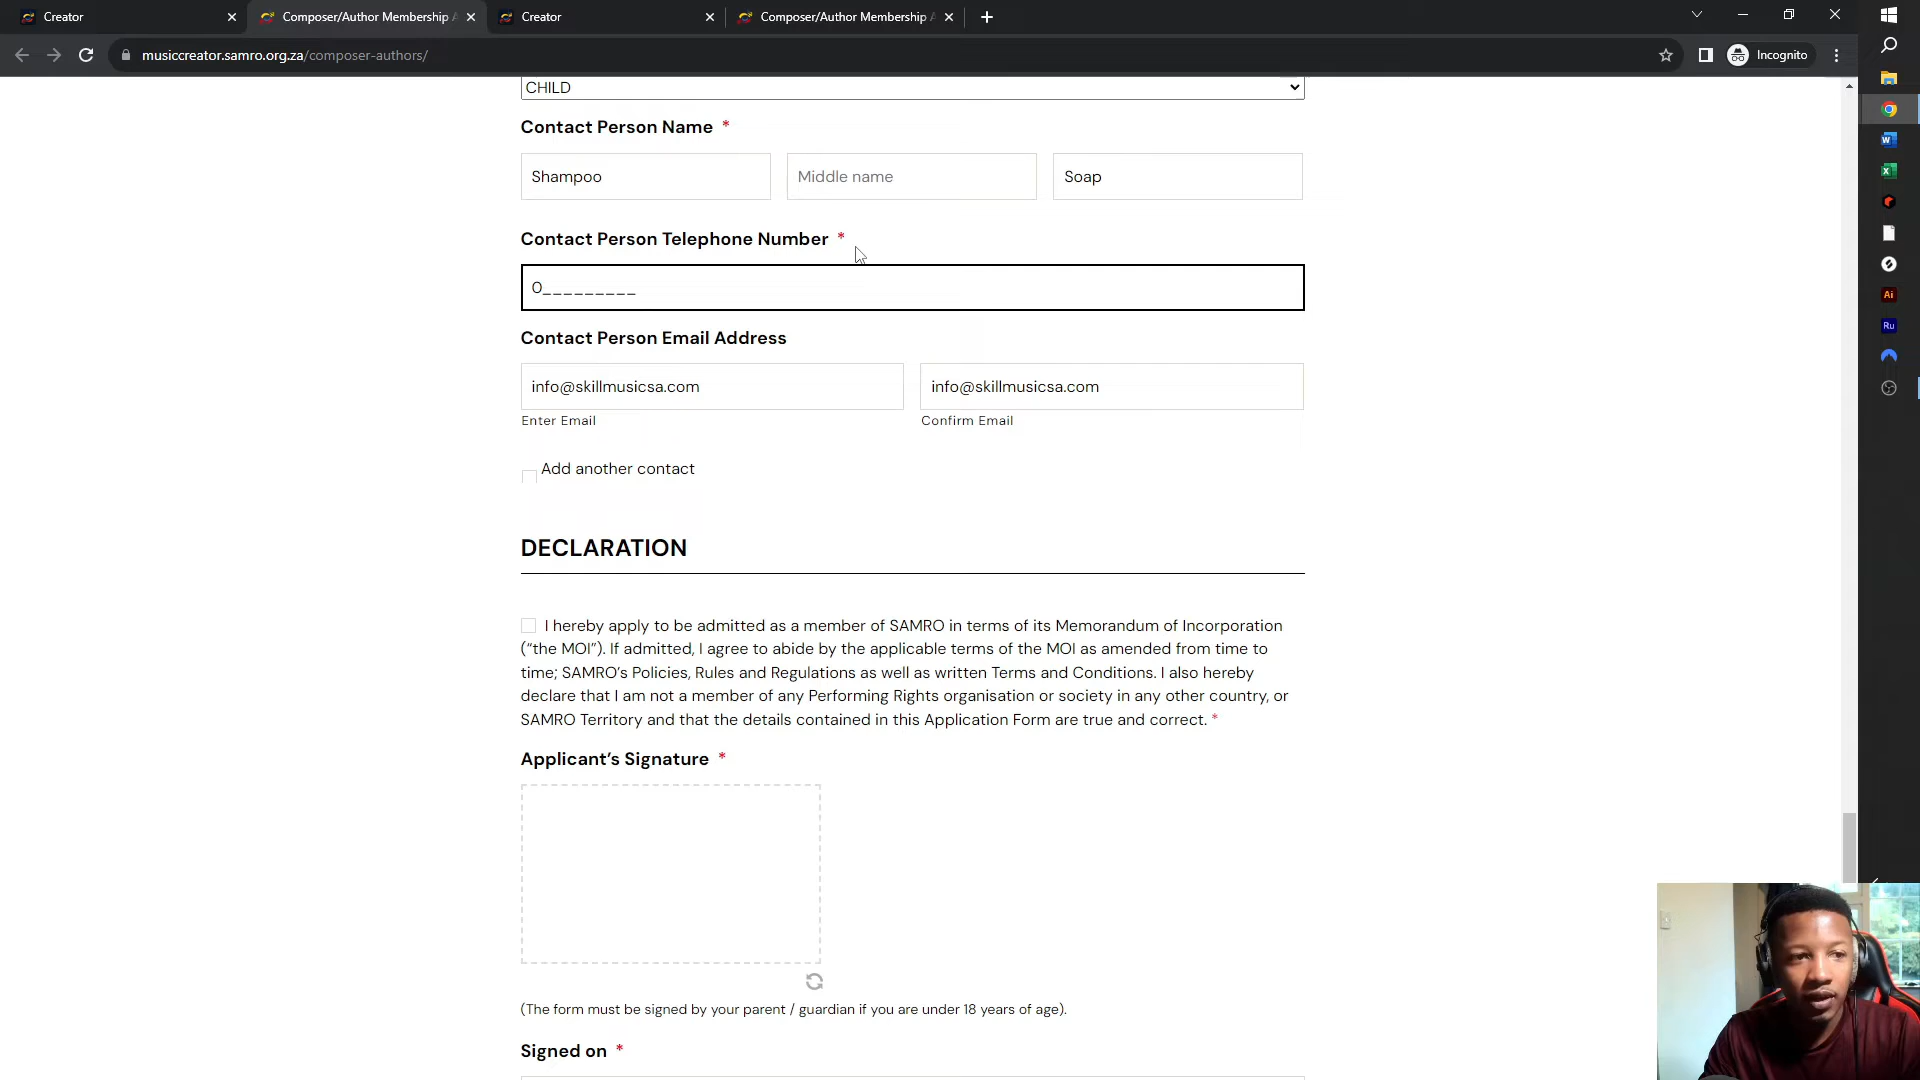 Creator
Composer/Author Membership A
Creator
Composer/Author Membership A
musiccreator.samro.org.za/composer-authors/
Incognito
CHILD
Contact Person Name *
Shampoo
Middle name
Soap
Contact Person Telephone Number *
0_________
Contact Person Email Address
info@skillmusicsa.com
info@skillmusicsa.com
Enter Email
Confirm Email
Add another contact
DECLARATION
I hereby apply to be admitted as a member of SAMRO in terms of its Memorandum of Incorporation
(“the MOI”). If admitted, I agree to abide by the applicable terms of the MOI as amended from time to
time; SAMRO’s Policies, Rules and Regulations as well as written Terms and Conditions. I also hereby
declare that I am not a member of any Performing Rights organisation or society in any other country, or
SAMRO Territory and that the details contained in this Application Form are true and correct. *
Applicant’s Signature *
(The form must be signed by your parent / guardian if you are under 18 years of age).
Signed on *
Ai
Ru